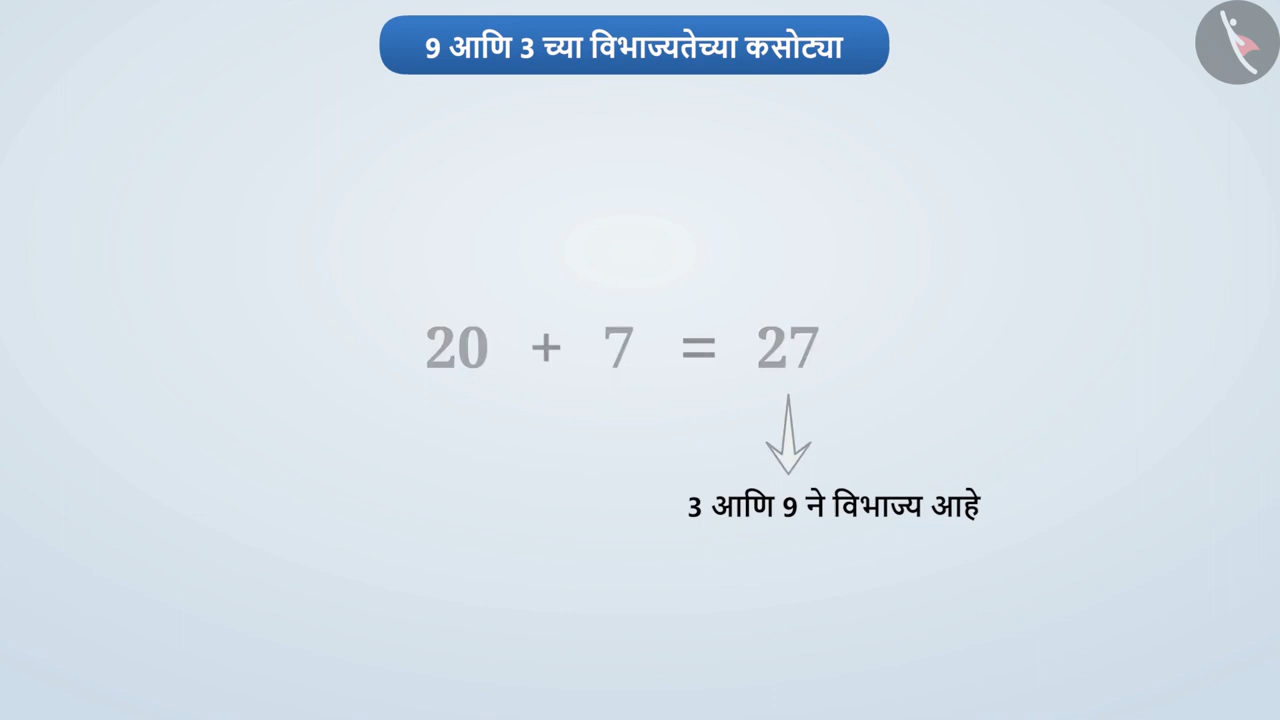 9 आणि 3 च्या विभाज्यतेच्या कसोट्या
20 + 7 = 27
3 आणि 9 ने विभाज्य आहे